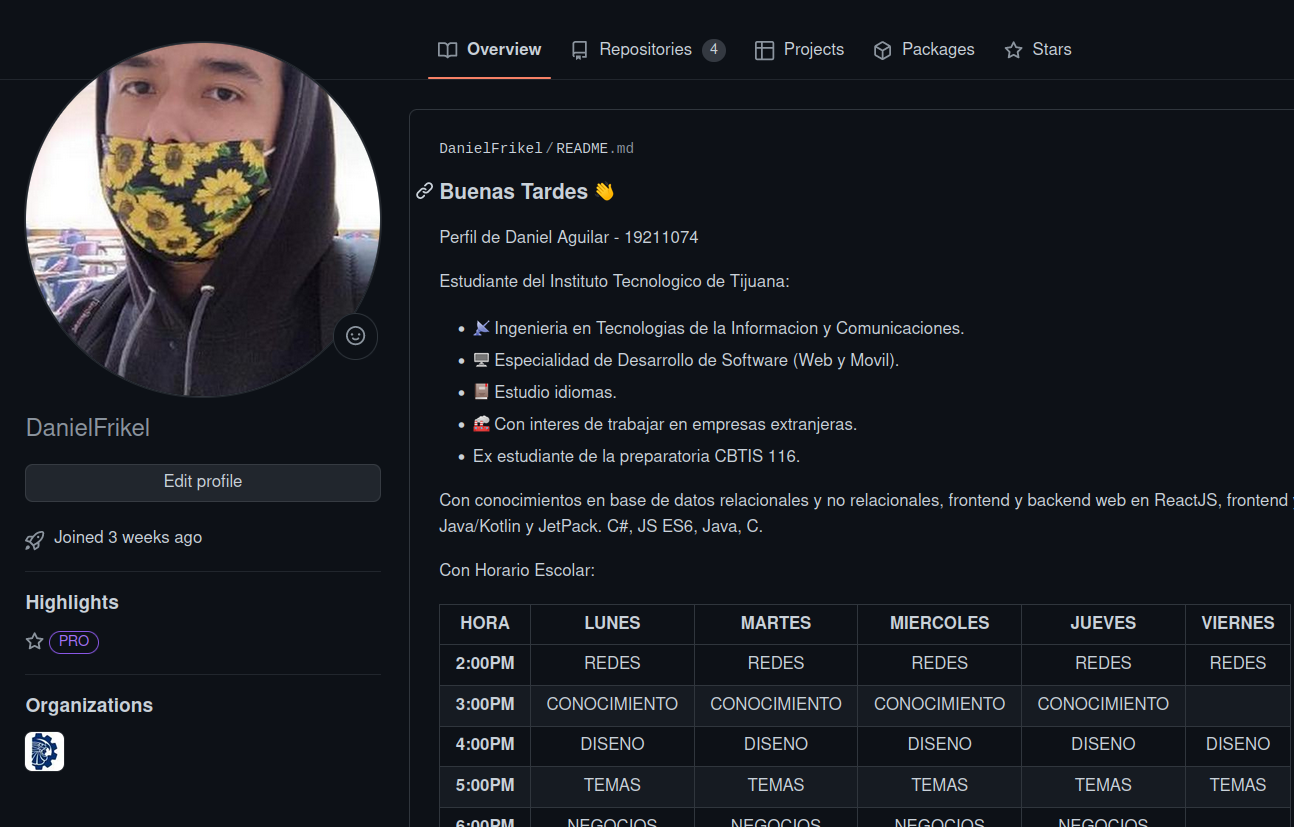 Overview Repositories 4 Projects Packages Stars
DanielFrikel/README.md
Buenas Tardes 👋
Perfil de Daniel Aguilar - 19211074
Estudiante del Instituto Tecnologico de Tijuana:
• 📡 Ingenieria en Tecnologias de la Informacion y Comunicaciones.
• 🖥️ Especialidad de Desarrollo de Software (Web y Movil).
• 📔 Estudio idiomas.
• 🏭 Con interes de trabajar en empresas extranjeras.
• Ex estudiante de la preparatoria CBTIS 116.
Con conocimientos en base de datos relacionales y no relacionales, frontend y backend web en ReactJS, frontend
Java/Kotlin y JetPack. C#, JS ES6, Java, C.
Con Horario Escolar:
HORA LUNES MARTES MIERCOLES JUEVES VIERNES
2:00PM REDES REDES REDES REDES REDES
3:00PM CONOCIMIENTO CONOCIMIENTO CONOCIMIENTO CONOCIMIENTO
4:00PM DISENO DISENO DISENO DISENO DISENO
5:00PM TEMAS TEMAS TEMAS TEMAS TEMAS
6:00PM NEGOCIOS NEGOCIOS NEGOCIOS NEGOCIOS
DanielFrikel
Edit profile
Joined 3 weeks ago
Highlights
PRO
Organizations